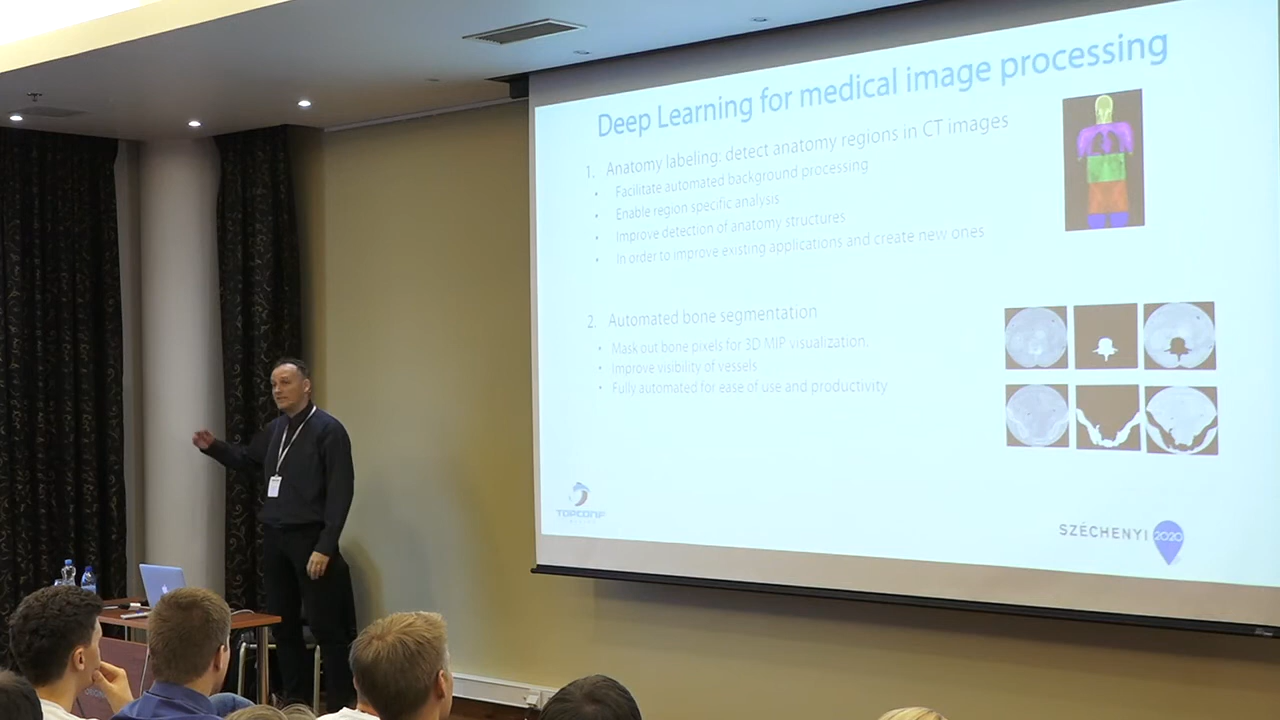 Deep Learning for medical image processing
1. Anatomy labeling: detect anatomy regions in CT images
• Facilitate automated background processing
• Enable region specific analysis
• Improve detection of anatomy structures
• In order to improve existing applications and create new ones
2. Automated bone segmentation
• Mask out bone pixels for 3D MIP visualization.
• Improve visibility of vessels
• Fully automated for ease of use and productivity
TOPCONF
SZÉCHENYI 2020